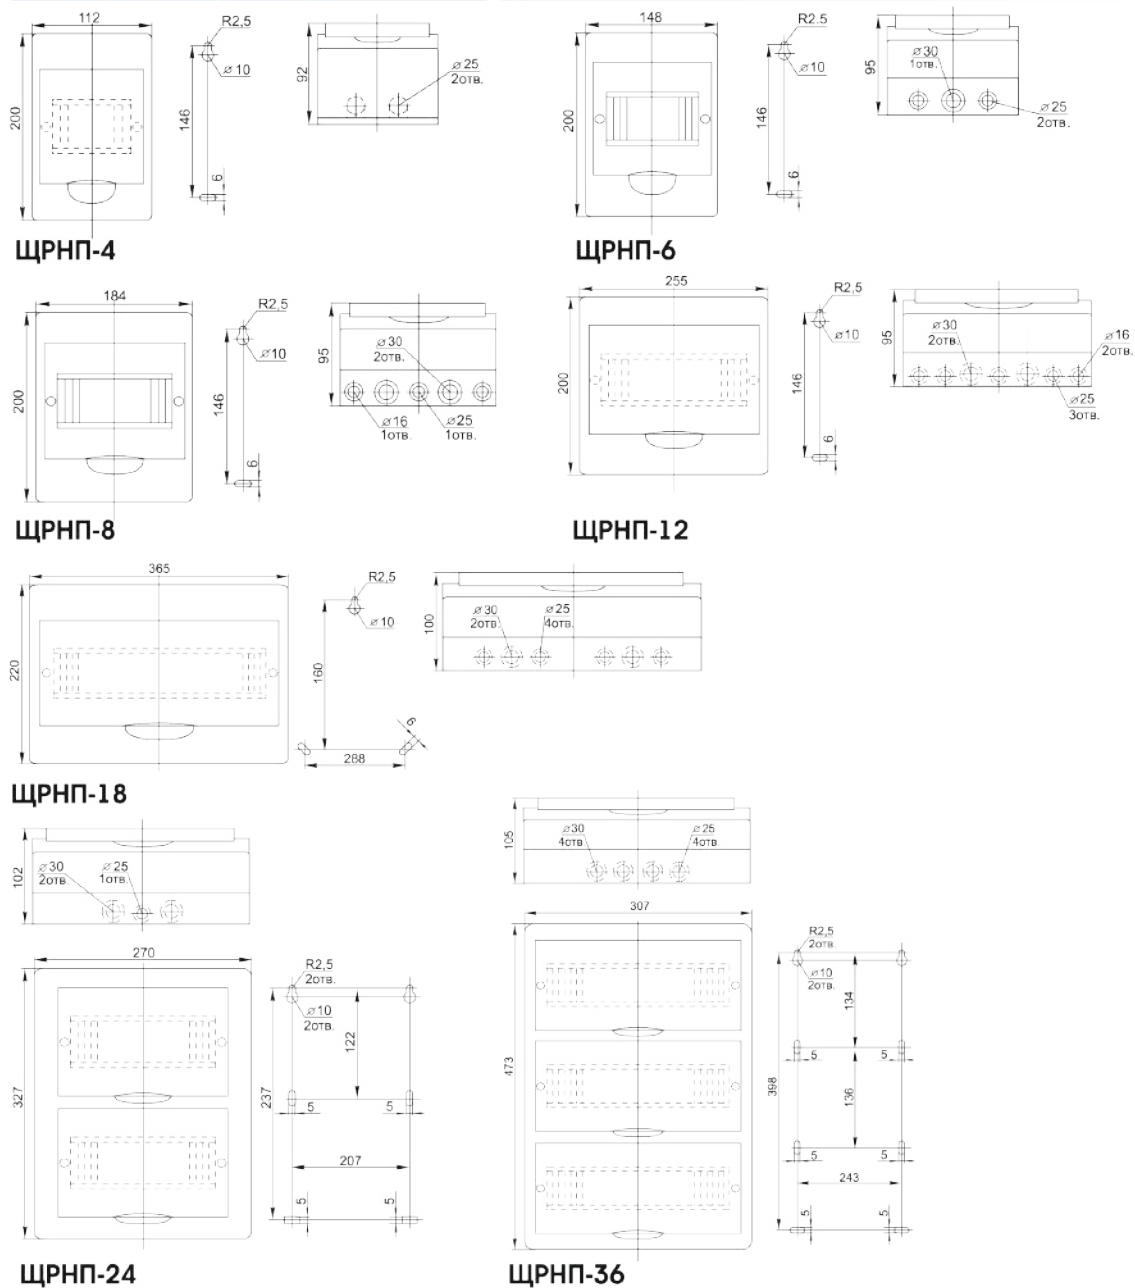 112
R2,5
⌀10
200
146
6
92
⌀25
2отв.
ЩРНП-4
148
R2.5
⌀10
200
146
6
95
⌀30
1отв.
⌀25
2отв.
ЩРНП-6
184
R2,5
⌀10
200
146
6
95
⌀30
2отв.
⌀16
1отв.
⌀25
1отв.
ЩРНП-8
255
R2,5
⌀10
200
146
6
95
⌀30
2отв.
⌀16
2отв.
⌀25
3отв.
ЩРНП-12
365
R2,5
⌀10
220
160
6
288
100
⌀30
2отв.
⌀25
4отв.
ЩРНП-18
102
⌀30
2отв
⌀25
1отв.
270
327
R2,5
2отв.
⌀10
2отв.
122
237
5
5
207
5
5
ЩРНП-24
105
⌀30
4отв
⌀25
4отв.
307
473
R2,5
2отв.
⌀10
2отв.
134
5
5
398
136
5
5
243
5
5
ЩРНП-36